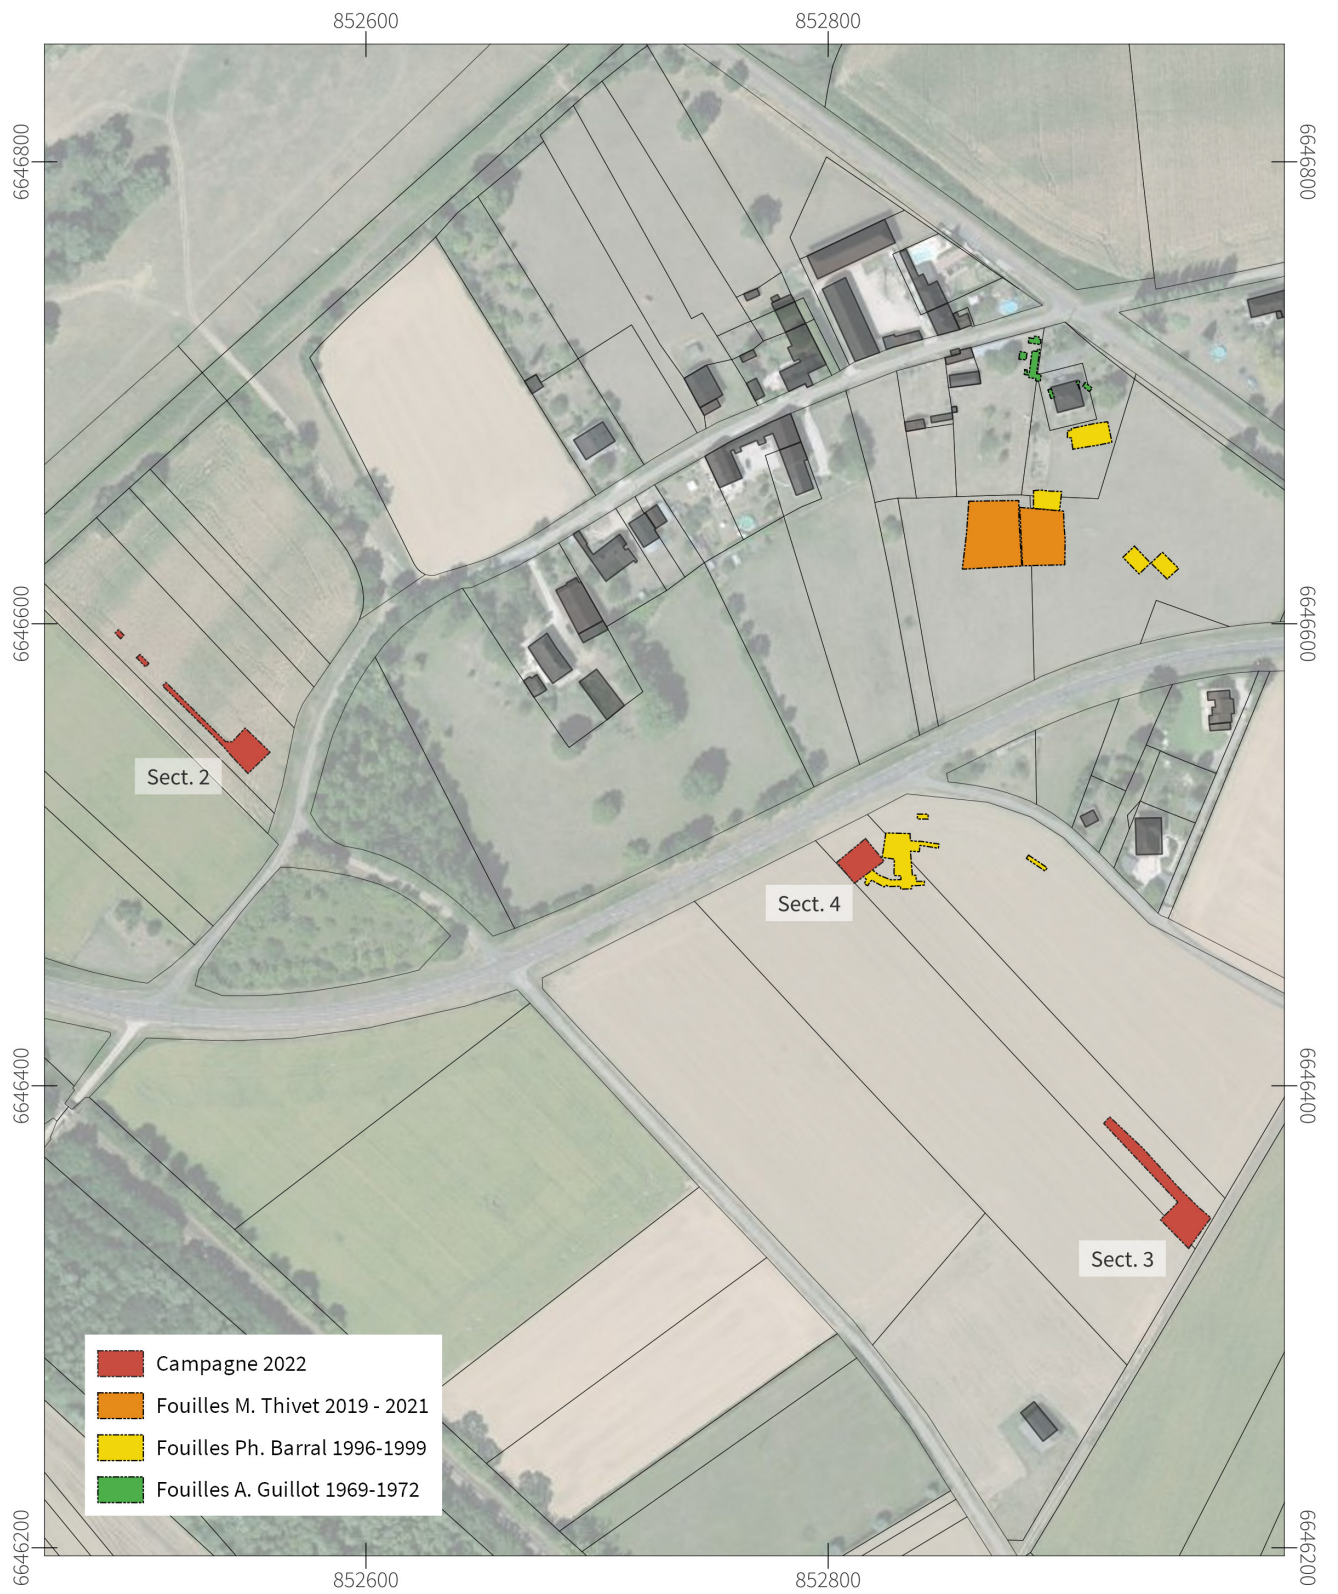 852600
852800
6646800
6646800
6646600
6646600
Sect. 2
Sect. 4
6646400
6646400
Sect. 3
Campagne 2022
Fouilles M. Thivet 2019 - 2021
Fouilles Ph. Barral 1996-1999
Fouilles A. Guillot 1969-1972
6646200
6646200
852600
852800